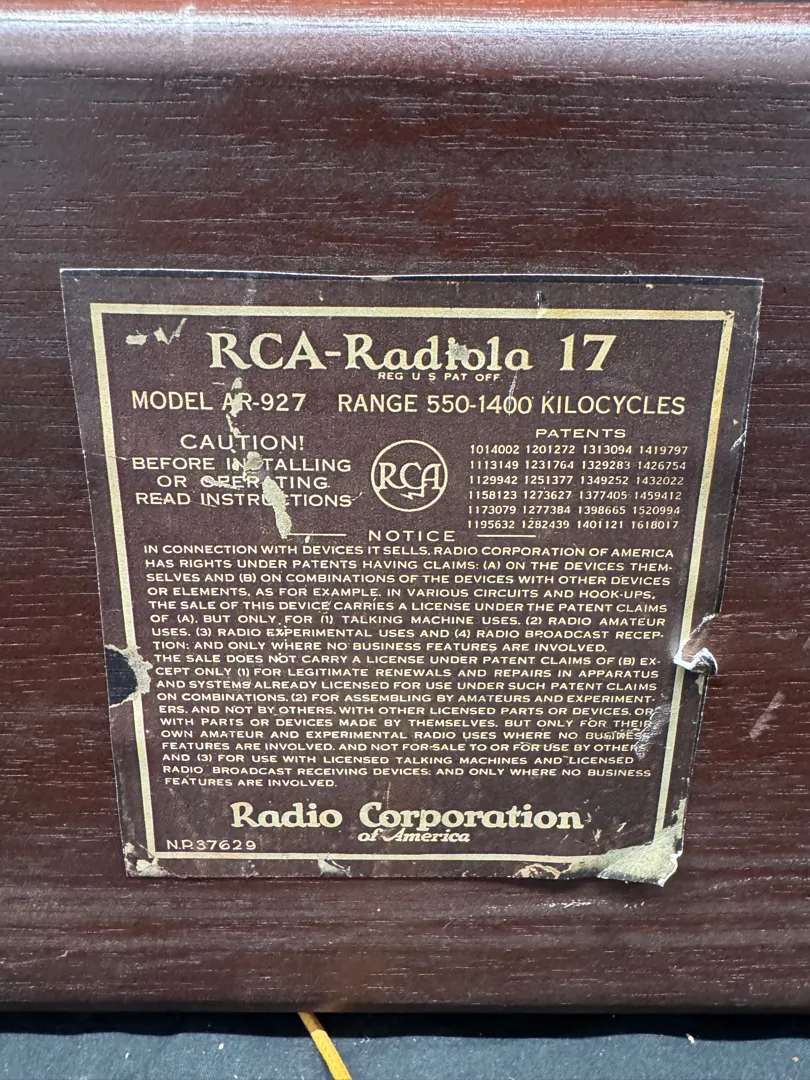 RCA-Radiola 17
REG U S PAT OFF.
MODEL AR-927 RANGE 550-1400 KILOCYCLES
CAUTION!
BEFORE INSTALLING
OR OPERATING
READ INSTRUCTIONS
RCA
PATENTS
1014002 1201272 1313094 1419797
1113149 1231764 1329283 1426754
1129942 1251377 1349252 1432022
1158123 1273627 1377405 1459412
1173079 1277384 1398665 1520994
1195632 1282439 1401121 1618017
NOTICE
IN CONNECTION WITH DEVICES IT SELLS, RADIO CORPORATION OF AMERICA
HAS RIGHTS UNDER PATENTS HAVING CLAIMS: (A) ON THE DEVICES THEM-
SELVES AND (B) ON COMBINATIONS OF THE DEVICES WITH OTHER DEVICES
OR ELEMENTS, AS FOR EXAMPLE, IN VARIOUS CIRCUITS AND HOOK-UPS.
THE SALE OF THIS DEVICE CARRIES A LICENSE UNDER THE PATENT CLAIMS
OF (A), BUT ONLY FOR (1) TALKING MACHINE USES, (2) RADIO AMATEUR
USES, (3) RADIO EXPERIMENTAL USES AND (4) RADIO BROADCAST RECEP-
TION; AND ONLY WHERE NO BUSINESS FEATURES ARE INVOLVED.
THE SALE DOES NOT CARRY A LICENSE UNDER PATENT CLAIMS OF (B) EX-
CEPT ONLY (1) FOR LEGITIMATE RENEWALS AND REPAIRS IN APPARATUS
AND SYSTEMS ALREADY LICENSED FOR USE UNDER SUCH PATENT CLAIMS
ON COMBINATIONS, (2) FOR ASSEMBLING BY AMATEURS AND EXPERIMENT-
ERS, AND NOT BY OTHERS, WITH OTHER LICENSED PARTS OR DEVICES, OR
WITH PARTS OR DEVICES MADE BY THEMSELVES, BUT ONLY FOR THEIR
OWN AMATEUR AND EXPERIMENTAL RADIO USES WHERE NO BUSINESS
FEATURES ARE INVOLVED, AND NOT FOR SALE TO OR FOR USE BY OTHERS,
AND (3) FOR USE WITH LICENSED TALKING MACHINES AND LICENSED
RADIO BROADCAST RECEIVING DEVICES; AND ONLY WHERE NO BUSINESS
FEATURES ARE INVOLVED.
Radio Corporation
of America
N.P. 37629